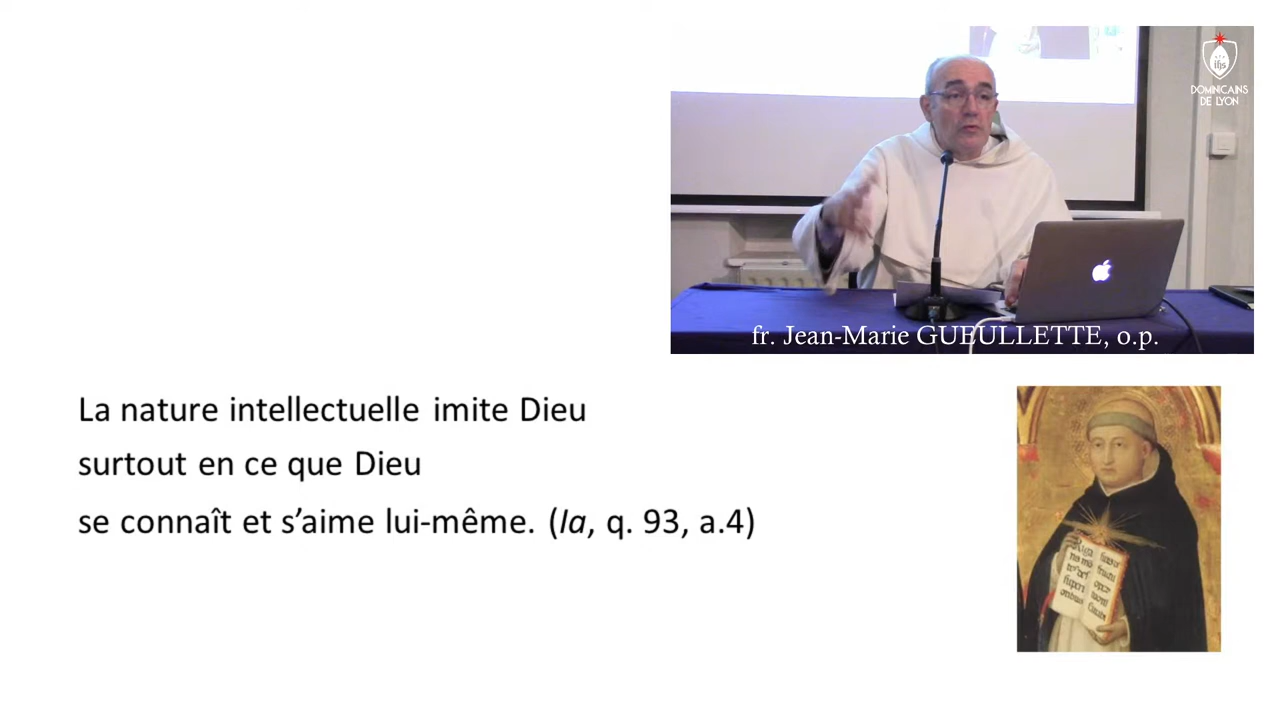 ihs
DOMINICAINS
DE LYON
fr. Jean-Marie GUEULLETTE, o.p.
La nature intellectuelle imite Dieu
surtout en ce que Dieu
se connaît et s'aime lui-même. (Ia, q. 93, a.4)